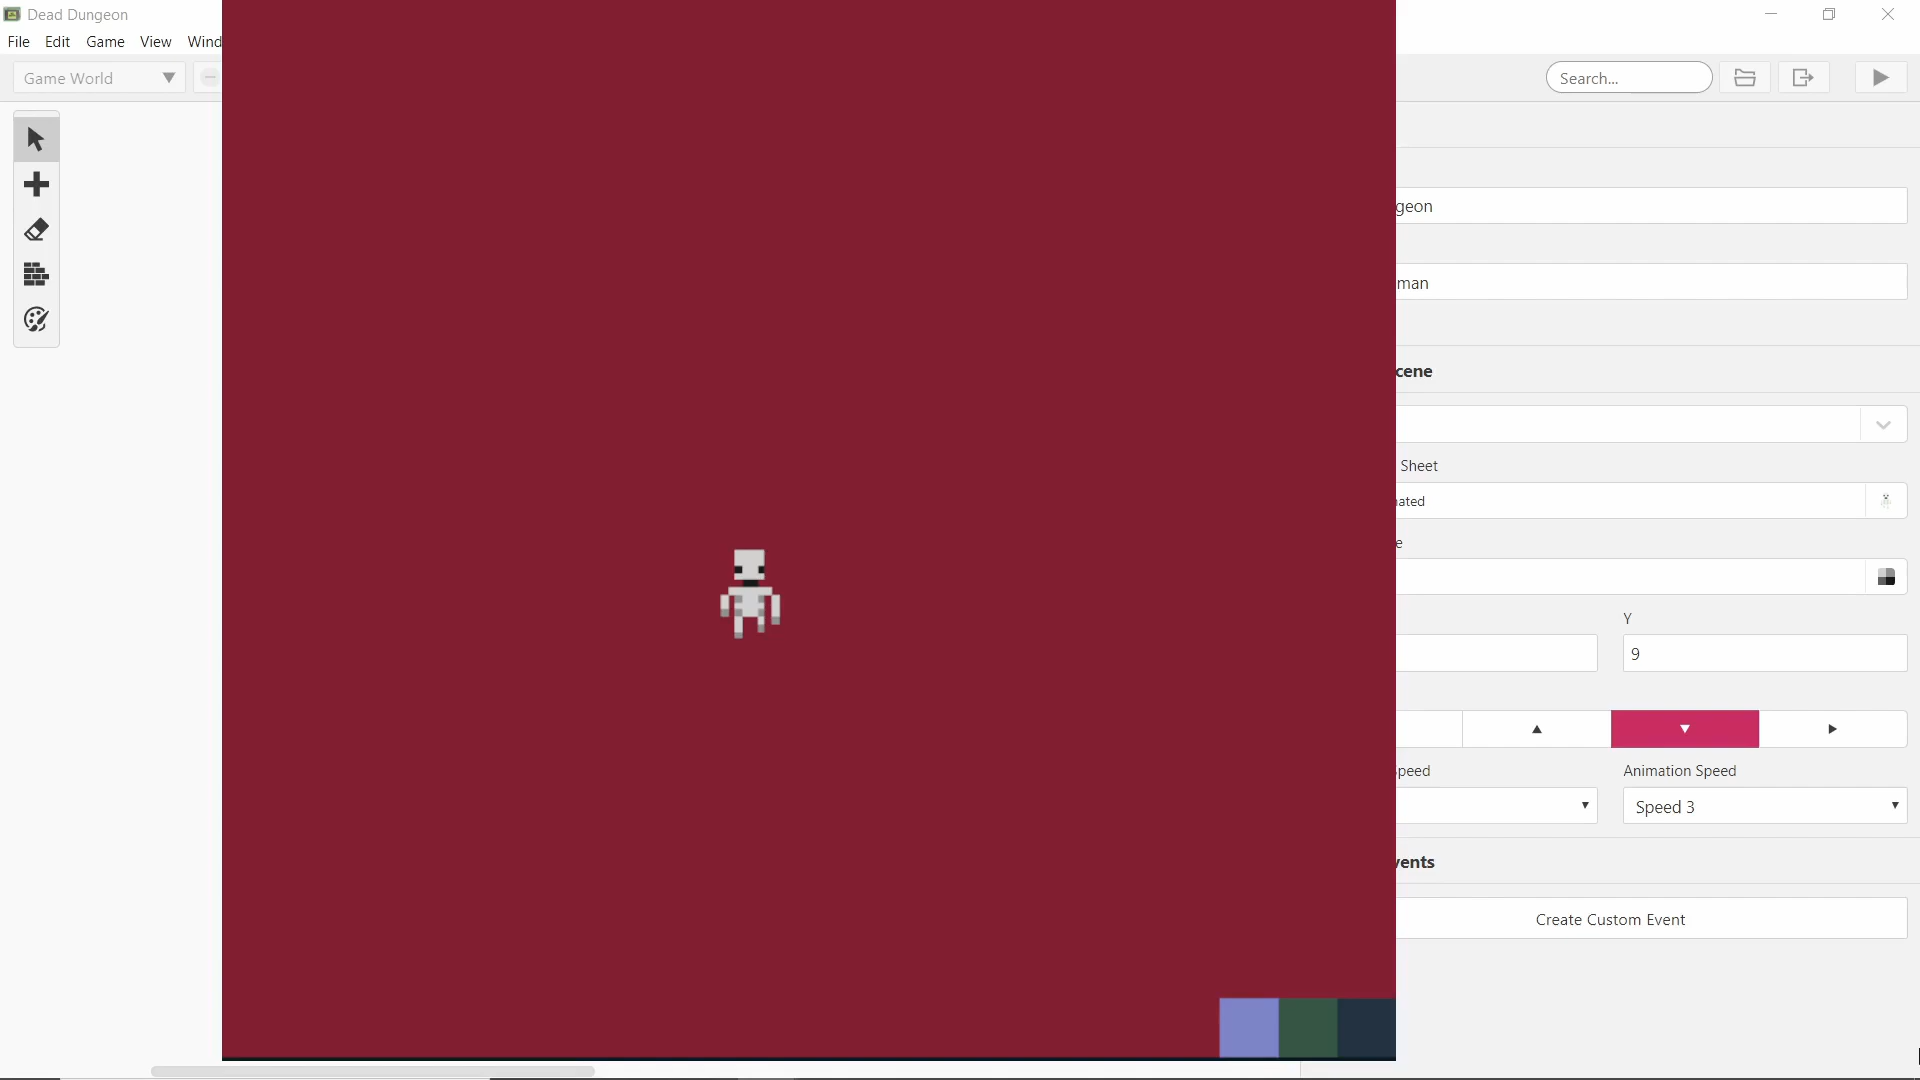 Dead Dungeon
File Edit Game View Wind
Game World
Search...
geon
man
cene
Sheet
ated
e
Y
9
peed
Animation Speed
Speed 3
vents
Create Custom Event